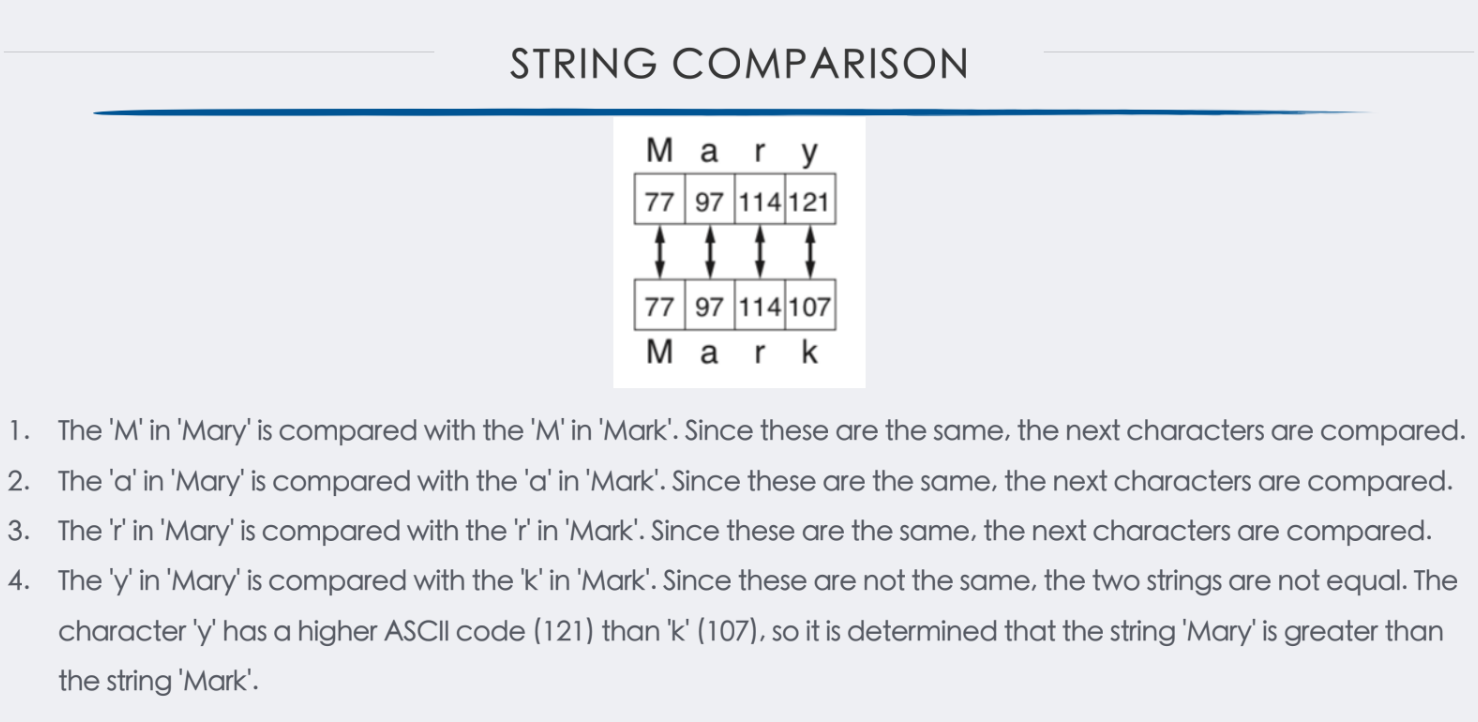 STRING COMPARISON
M a r y
77 97 114 121
77 97 114 107
M a r k
1. The 'M' in 'Mary' is compared with the 'M' in 'Mark'. Since these are the same, the next characters are compared.
2. The 'a' in 'Mary' is compared with the 'a' in 'Mark'. Since these are the same, the next characters are compared.
3. The 'r' in 'Mary' is compared with the 'r' in 'Mark'. Since these are the same, the next characters are compared.
4. The 'y' in 'Mary' is compared with the 'k' in 'Mark'. Since these are not the same, the two strings are not equal. The
character 'y' has a higher ASCII code (121) than 'k' (107), so it is determined that the string 'Mary' is greater than
the string 'Mark'.